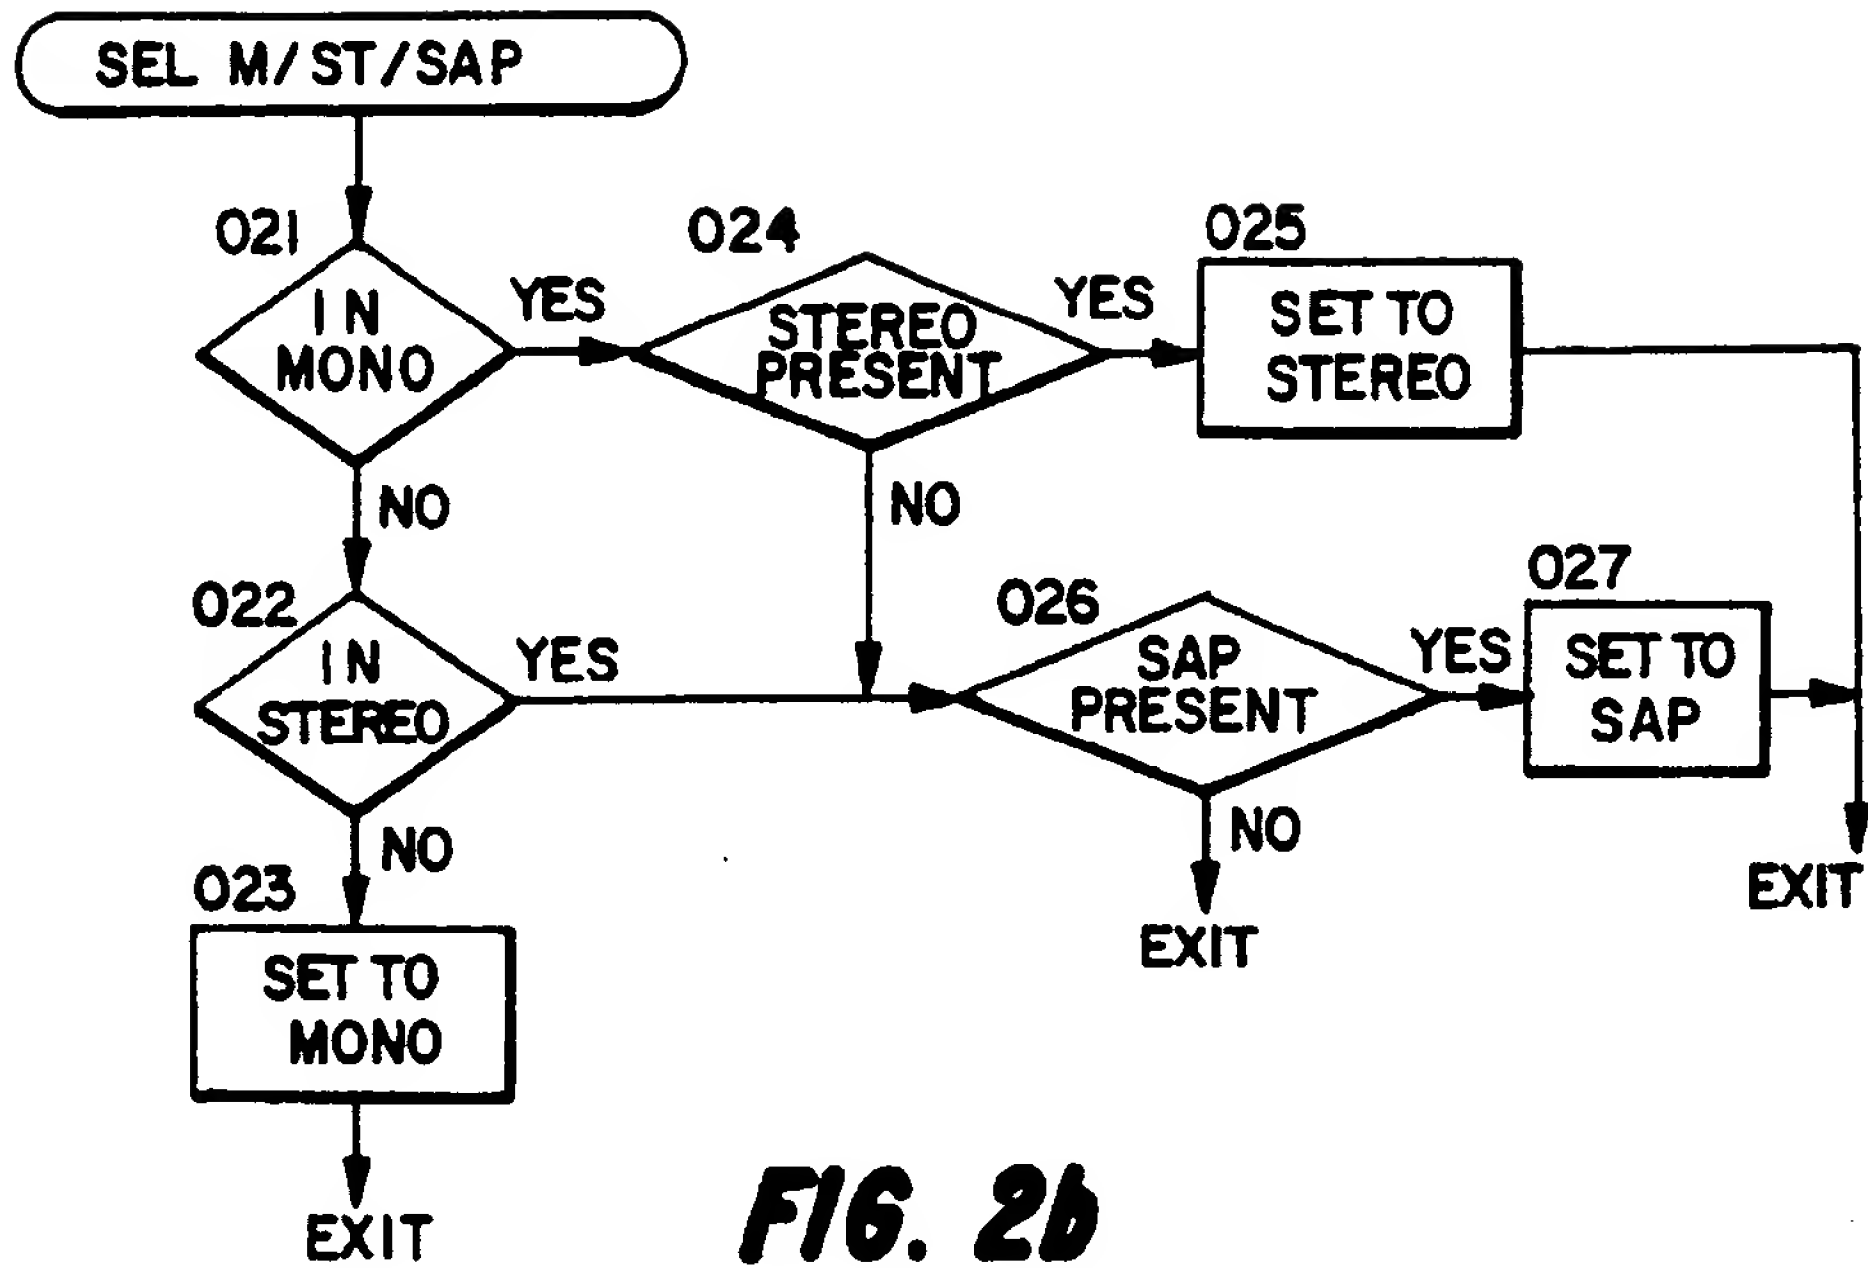 SEL M/ST/SAP
021
IN
MONO
YES
024
STEREO
PRESENT
YES
025
SET TO
STEREO
NO
NO
022
IN
STEREO
YES
026
SAP
PRESENT
YES
027
SET TO
SAP
NO
NO
EXIT
EXIT
023
SET TO
MONO
EXIT
FIG. 2b